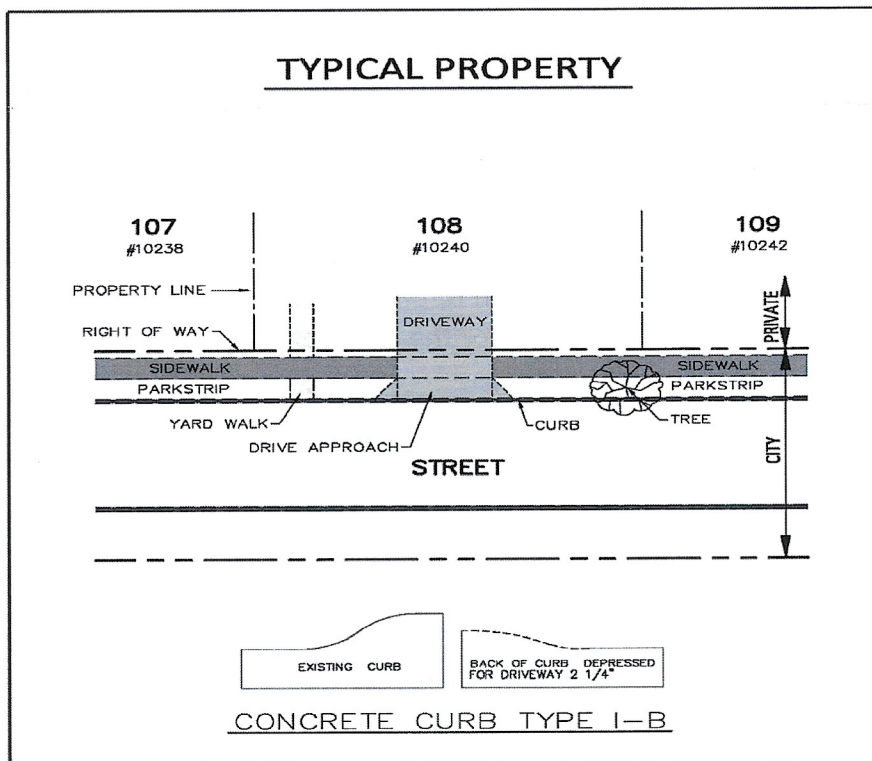 TYPICAL PROPERTY
107
#10238
108
#10240
109
#10242
PROPERTY LINE
RIGHT OF WAY
DRIVEWAY
PRIVATE
SIDEWALK
SIDEWALK
PARKSTRIP
PARKSTRIP
YARD WALK
CURB
TREE
DRIVE APPROACH
CITY
STREET
EXISTING CURB
BACK OF CURB DEPRESSED
FOR DRIVEWAY 2 1/4"
CONCRETE CURB TYPE I-B